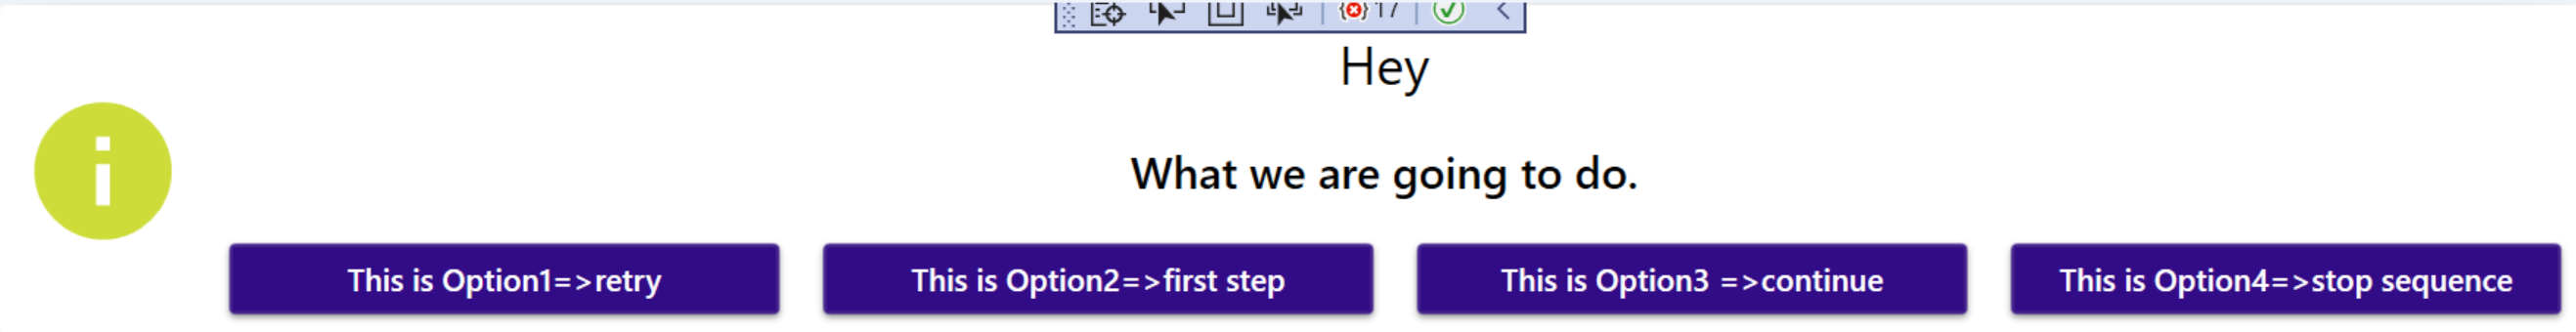 17
Hey
What we are going to do.
This is Option1=>retry
This is Option2=>first step
This is Option3 =>continue
This is Option4=>stop sequence